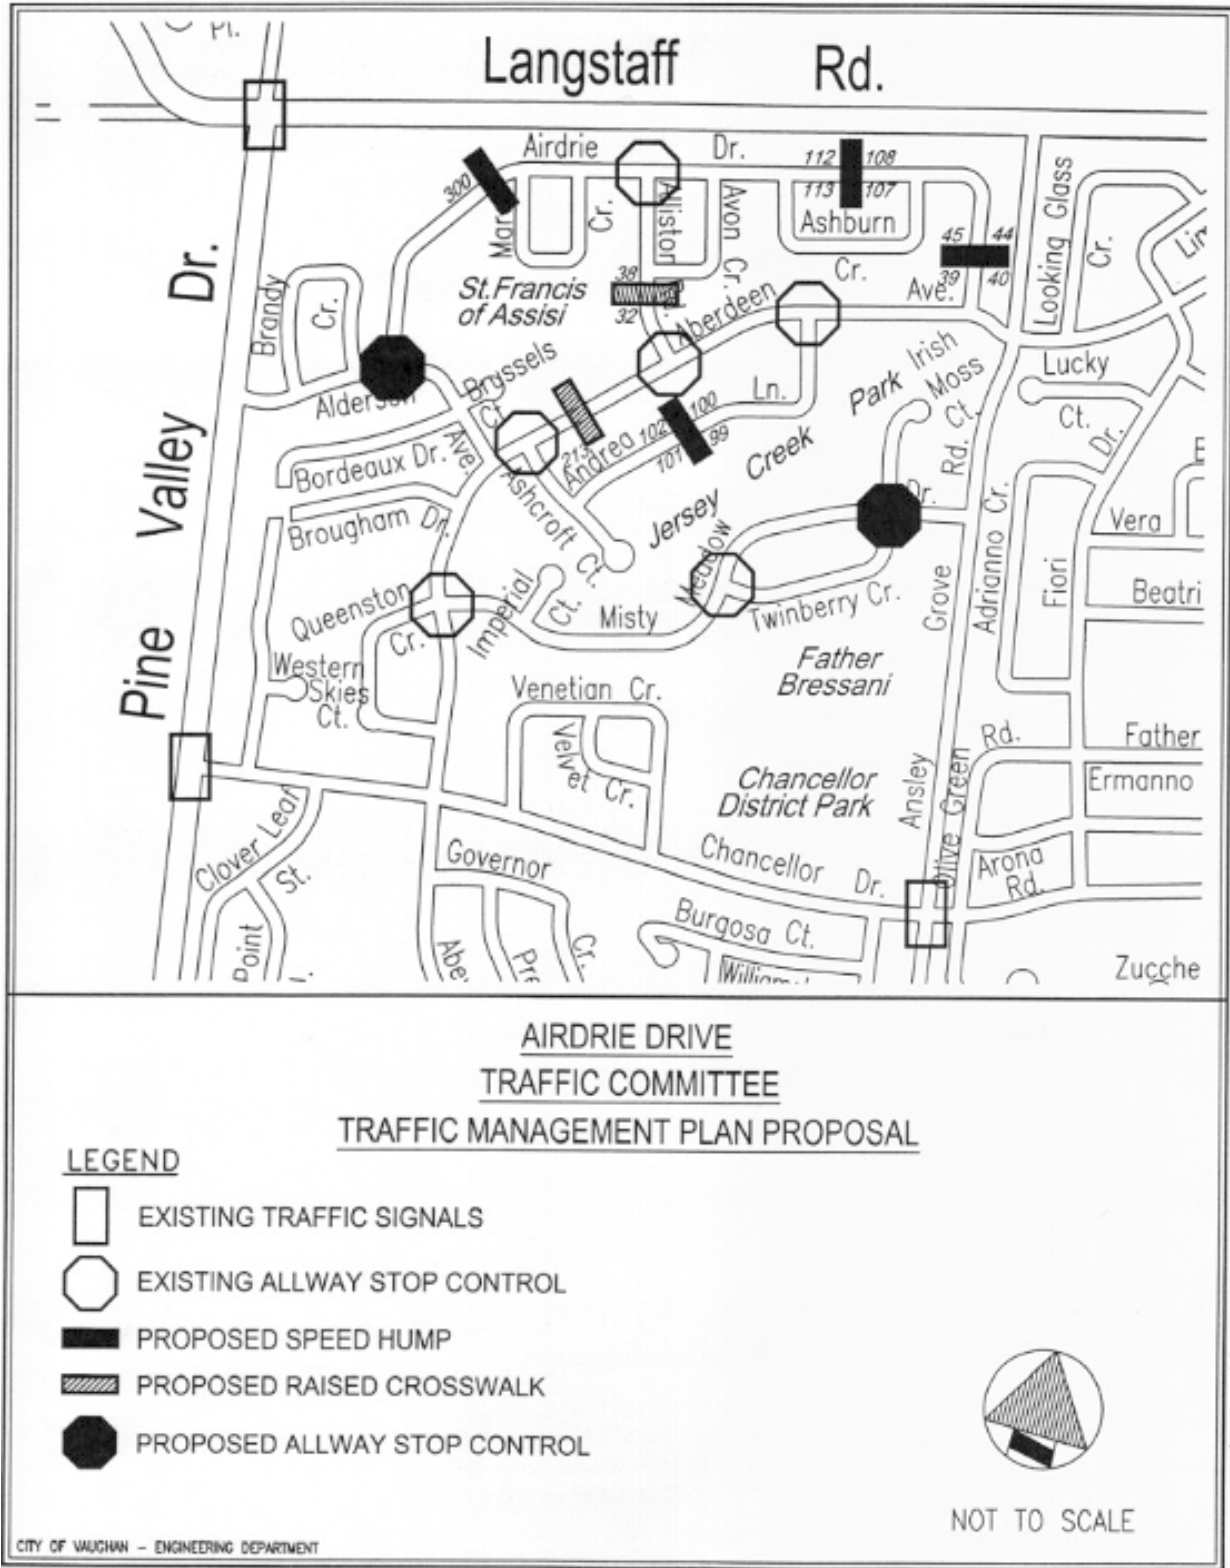 Pl.
Langstaff Rd.
Airdrie Dr.
112 108
113 107
300
Mar
Cr.
Alliston
Avon Cr.
Ashburn
Cr.
45 44
39 40
Looking Glass
Cr.
Lim
Pine Valley Dr.
Brandy
Cr.
St.Francis
of Assisi
38
32
Aberdeen
Ave.
Alderson
Brussels
Ct.
Ave.
213
Andrea
Ln.
102 100
101 99
Park
Irish
Moss
Ct.
Lucky
Ct.
Dr.
Bordeaux Dr.
Brougham Dr.
Ashcroft Ct.
Jersey Creek
Rd.
Dr.
Adrianno Cr.
Vera
Fiori
Beatri
Queenston
Cr.
Imperial
Ct.
Misty
Meadow
Twinberry Cr.
Grove
Western
Skies
Ct.
Venetian Cr.
Velvet Cr.
Father
Bressani
Chancellor
District Park
Ansley
Olive Green
Rd.
Father
Ermanno
Clover Leaf
St.
Governor
Cr.
Chancellor Dr.
Arona
Rd.
Burgosa Ct.
Point
Aber
Pre
William
Zucche
AIRDRIE DRIVE
TRAFFIC COMMITTEE
TRAFFIC MANAGEMENT PLAN PROPOSAL
LEGEND
EXISTING TRAFFIC SIGNALS
EXISTING ALLWAY STOP CONTROL
PROPOSED SPEED HUMP
PROPOSED RAISED CROSSWALK
PROPOSED ALLWAY STOP CONTROL
NOT TO SCALE
CITY OF VAUGHAN – ENGINEERING DEPARTMENT